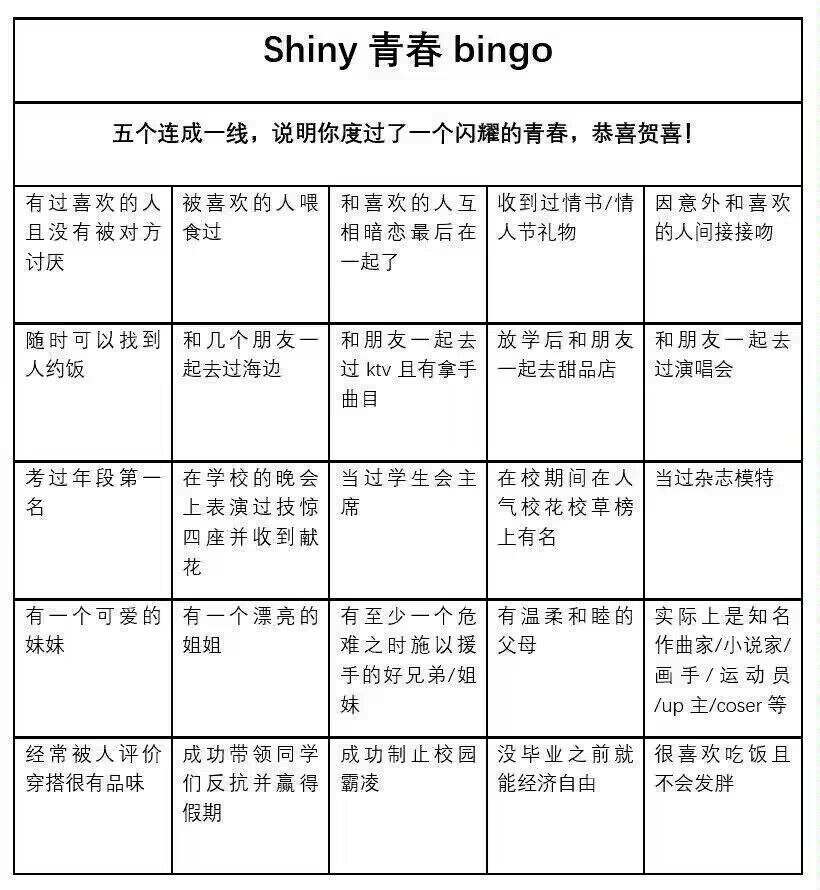 Shiny 青春 bingo
五个连成一线，说明你度过了一个闪耀的青春，恭喜贺喜！
有过喜欢的人
且没有被对方
讨厌
被喜欢的人喂
食过
和喜欢的人互
相暗恋最后在
一起了
收到过情书/情
人节礼物
因意外和喜欢
的人间接接吻
随时可以找到
人约饭
和几个朋友一
起去过海边
和朋友一起去
过 ktv 且有拿手
曲目
放学后和朋友
一起去甜品店
和朋友一起去
过演唱会
考过年段第一
名
在学校的晚会
上表演过技惊
四座并收到献
花
当过学生会主
席
在校期间在人
气校花校草榜
上有名
当过杂志模特
有一个可爱的
妹妹
有一个漂亮的
姐姐
有至少一个危
难之时施以援
手的好兄弟/姐
妹
有温柔和睦的
父母
实际上是知名
作曲家/小说家/
画手/运动员
/up 主/coser 等
经常被人评价
穿搭很有品味
成功带领同学
们反抗并赢得
假期
成功制止校园
霸凌
没毕业之前就
能经济自由
很喜欢吃饭且
不会发胖